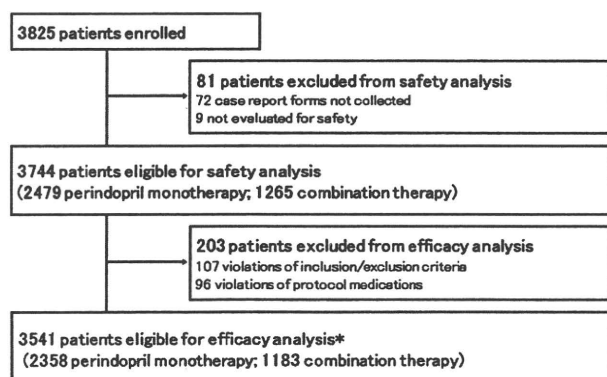 3825 patients enrolled
81 patients excluded from safety analysis
72 case report forms not collected
9 not evaluated for safety
3744 patients eligible for safety analysis
(2479 perindopril monotherapy; 1265 combination therapy)
203 patients excluded from efficacy analysis
107 violations of inclusion/exclusion criteria
96 violations of protocol medications
3541 patients eligible for efficacy analysis*
(2358 perindopril monotherapy; 1183 combination therapy)